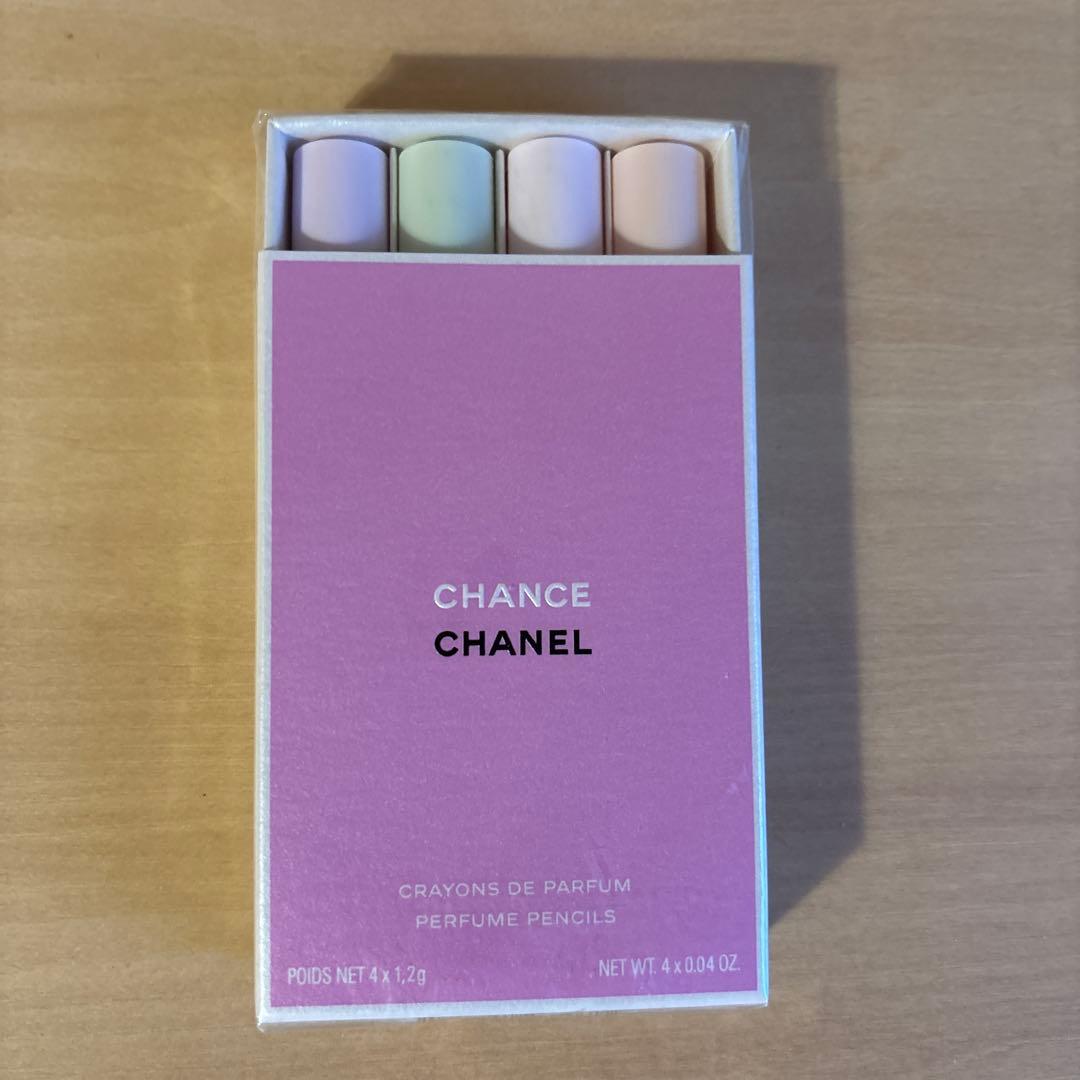 CHANCE
CHANEL
CRAYONS DE PARFUM
PERFUME PENCILS
POIDS NET 4 x 1,2g
NET WT. 4 x 0.04 OZ.